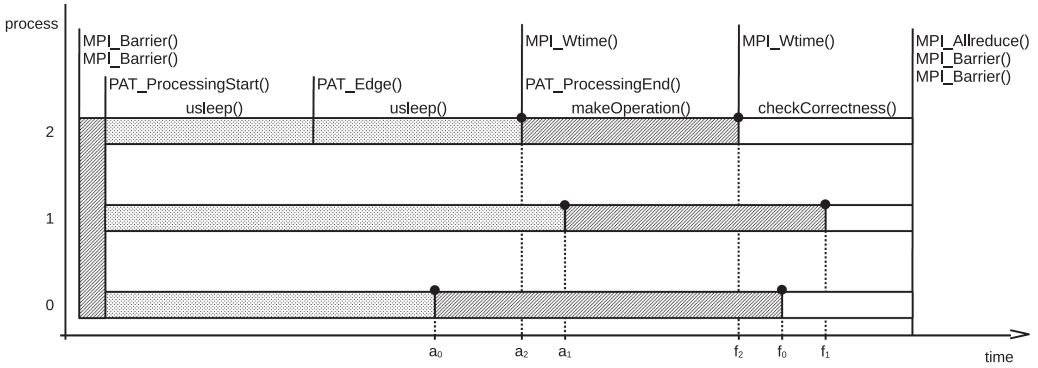 process
MPI_Barrier()
MPI_Barrier()
MPI_Wtime()
MPI_Wtime()
MPI_Allreduce()
MPI_Barrier()
MPI_Barrier()
PAT_ProcessingStart()
PAT_Edge()
PAT_ProcessingEnd()
usleep()
usleep()
makeOperation()
checkCorrectness()
2
1
0
a₀
a₂
a₁
f₂
f₀
f₁
time